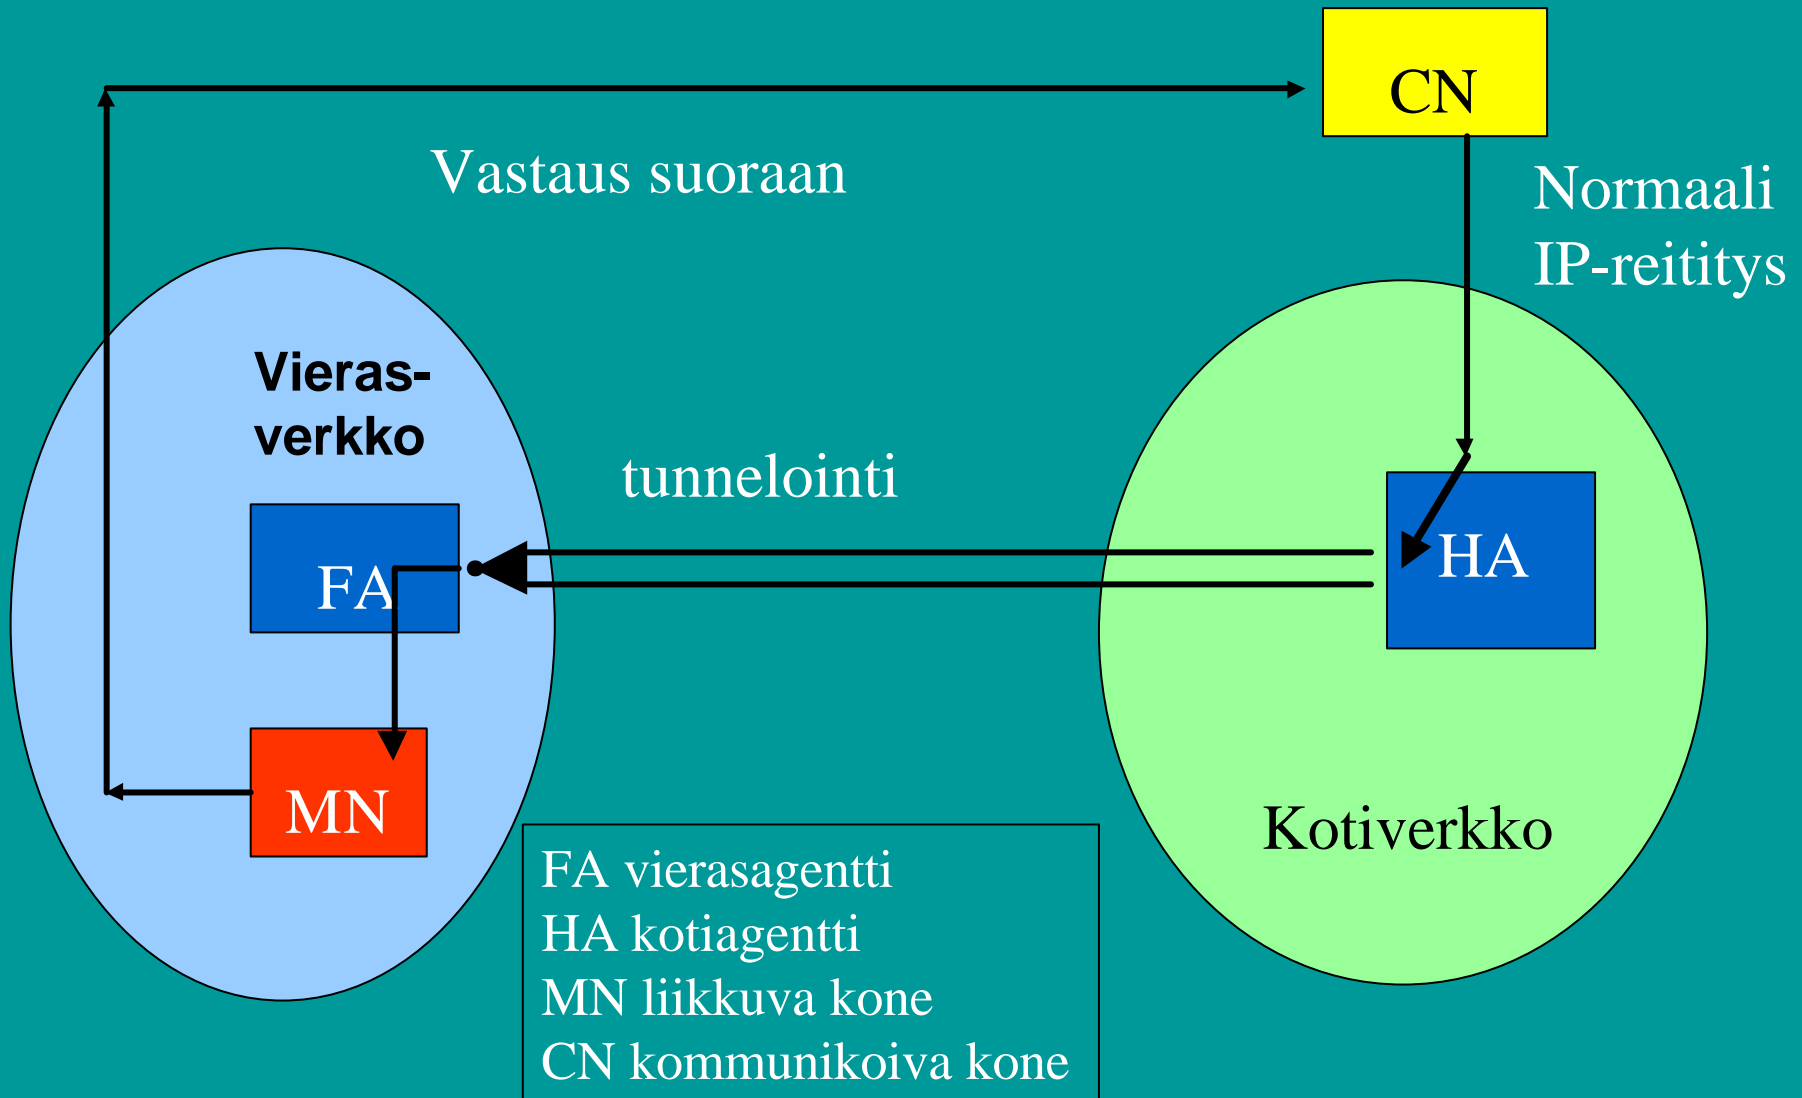 CN
Vastaus suoraan
Normaali
IP-reititys
Vieras-
verkko
tunnelointi
FA
HA
MN
Kotiverkko
FA vierasagentti
HA kotiagentti
MN liikkuva kone
CN kommunikoiva kone